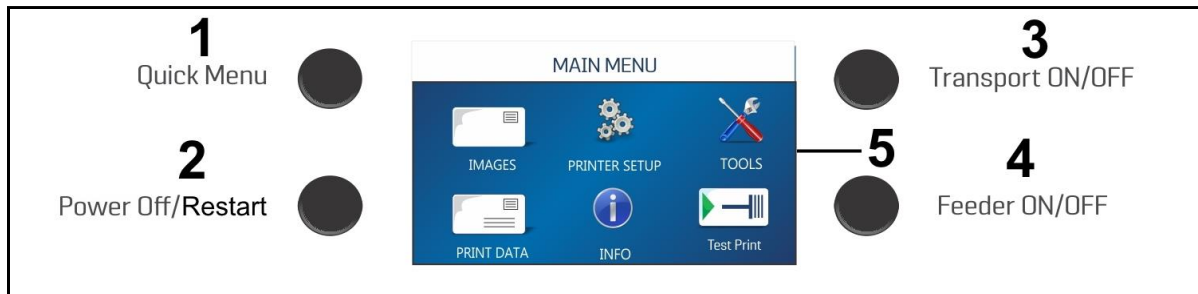 1
Quick Menu
2
Power Off/Restart
MAIN MENU
IMAGES
PRINTER SETUP
TOOLS
PRINT DATA
INFO
Test Print
3
Transport ON/OFF
5
4
Feeder ON/OFF